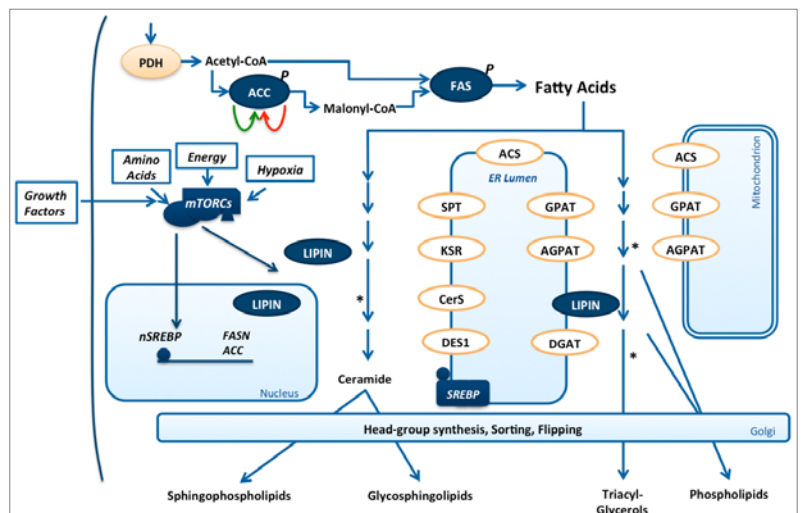 PDH
Acetyl-CoA
P
ACC
Malonyl-CoA
P
FAS
Fatty Acids
Amino
Acids
Energy
Hypoxia
Growth
Factors
mTORCs
LIPIN
LIPIN
nSREBP
FASN
ACC
Nucleus
*
Ceramide
ACS
ER Lumen
SPT
GPAT
KSR
AGPAT
CerS
LIPIN
DES1
DGAT
SREBP
*
*
ACS
GPAT
AGPAT
Mitochondrion
Head-group synthesis, Sorting, Flipping
Golgi
Sphingophospholipids
Glycosphingolipids
Triacyl-
Glycerols
Phospholipids